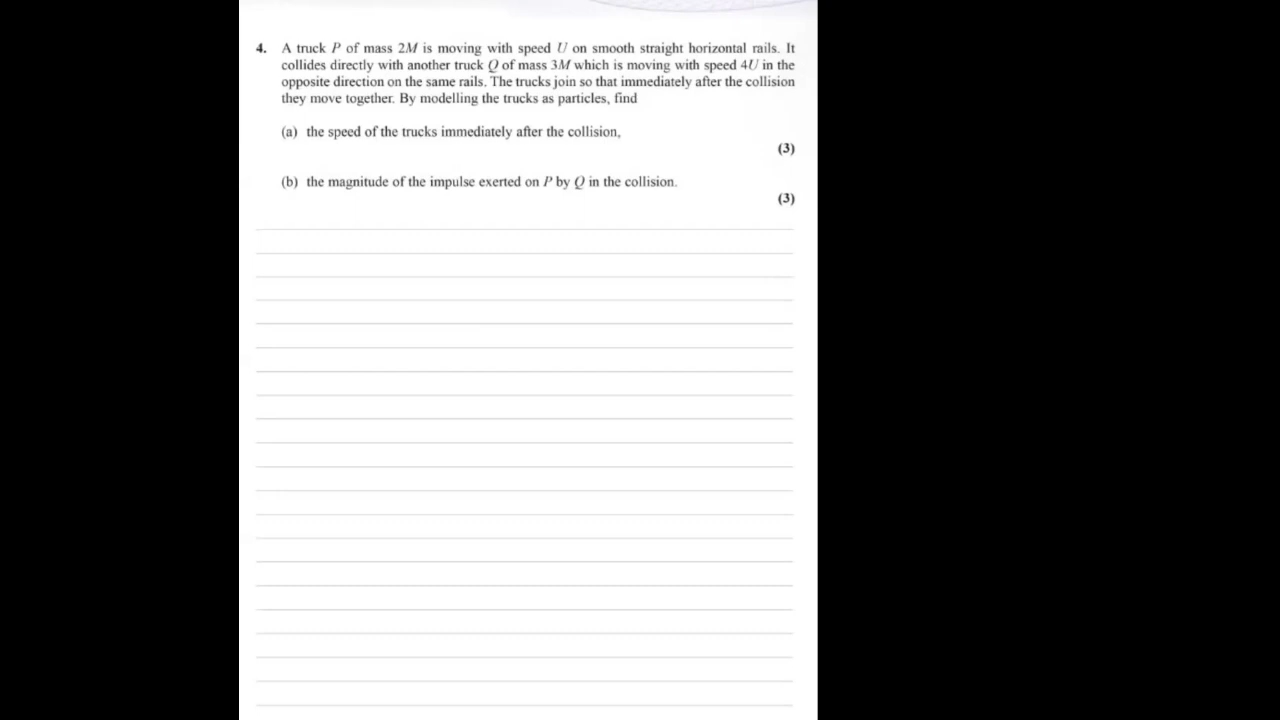 4. A truck P of mass 2M is moving with speed U on smooth straight horizontal rails. It
collides directly with another truck Q of mass 3M which is moving with speed 4U in the
opposite direction on the same rails. The trucks join so that immediately after the collision
they move together. By modelling the trucks as particles, find
(a) the speed of the trucks immediately after the collision,
(3)
(b) the magnitude of the impulse exerted on P by Q in the collision.
(3)